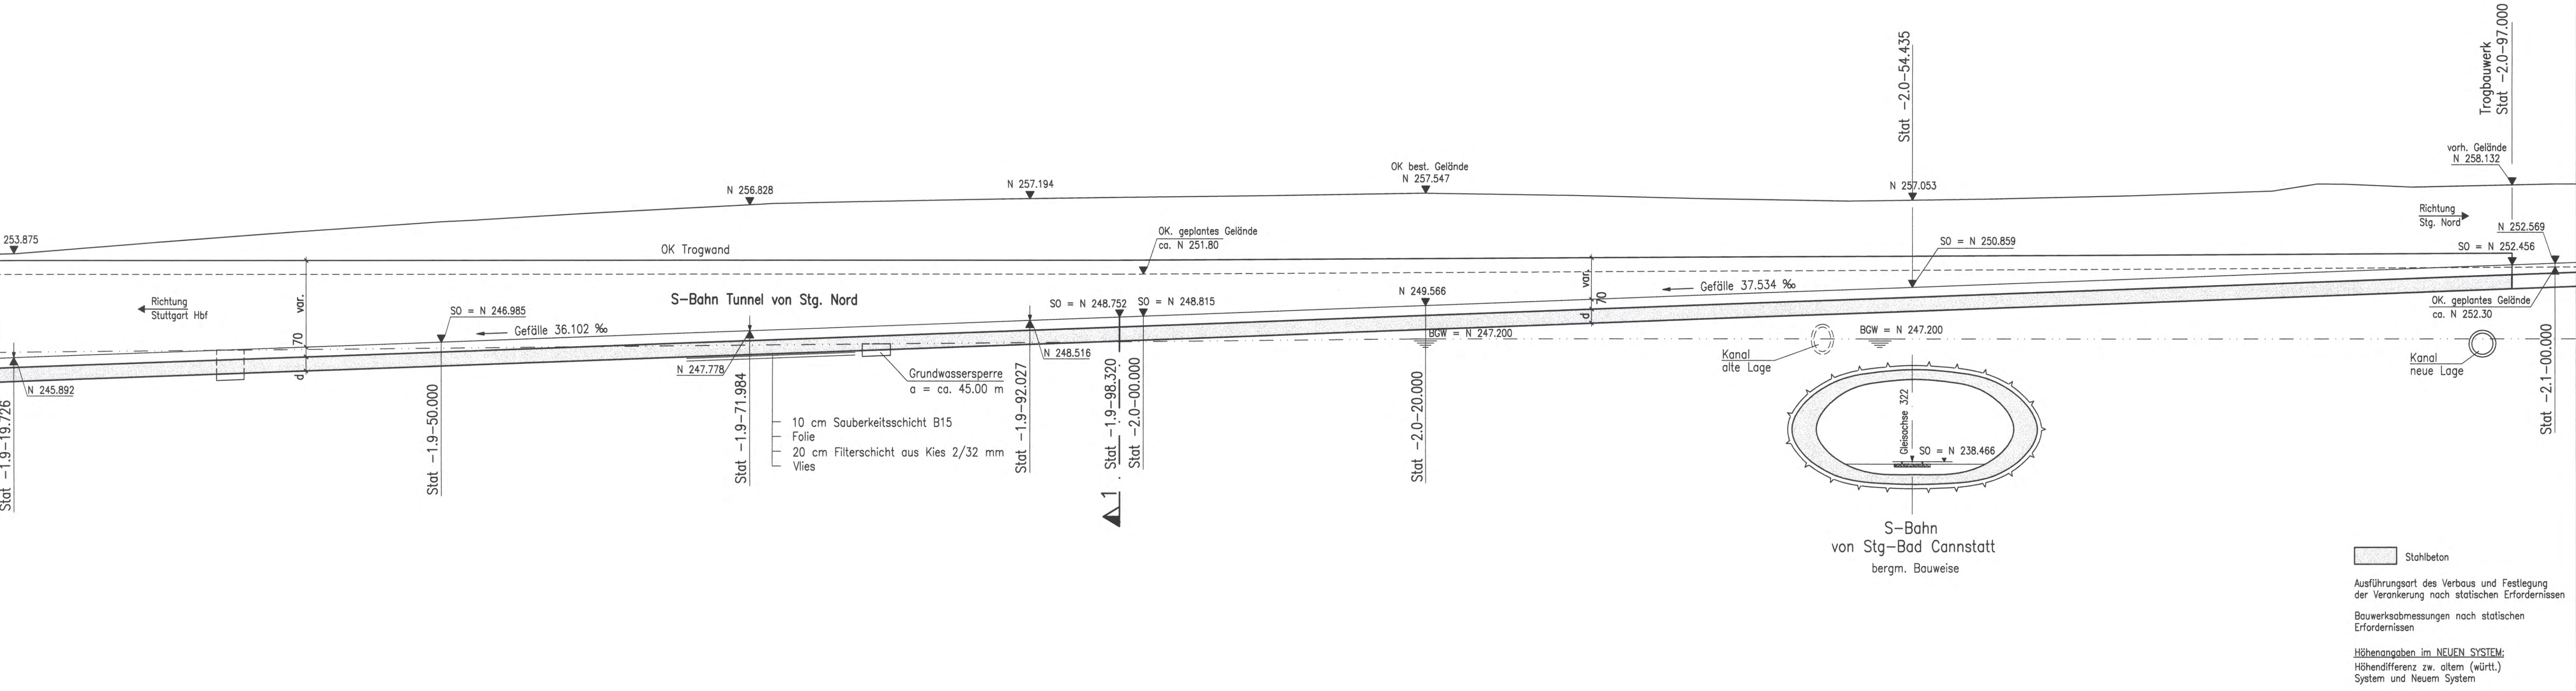 253.875
Richtung
Stuttgart Hbf
N 245.892
Stat -1.9-19.726
70 var.
d
SO = N 246.985
Stat -1.9-50.000
Gefälle 36.102 ‰
N 256.828
OK Trogwand
S-Bahn Tunnel von Stg. Nord
N 247.778
Stat -1.9-71.984
10 cm Sauberkeitsschicht B15
Folie
20 cm Filterschicht aus Kies 2/32 mm
Vlies
Grundwassersperre
a = ca. 45.00 m
N 257.194
N 248.516
Stat -1.9-92.027
SO = N 248.752
Stat -1.9-98.320
1
OK. geplantes Gelände
ca. N 251.80
SO = N 248.815
Stat -2.0-00.000
OK best. Gelände
N 257.547
N 249.566
BGW = N 247.200
Stat -2.0-20.000
var.
70
d
Gefälle 37.534 ‰
Stat -2.0-54.435
N 257.053
SO = N 250.859
Kanal
alte Lage
BGW = N 247.200
Gleisachse 322
SO = N 238.466
S-Bahn
von Stg-Bad Cannstatt
bergm. Bauweise
Trogbauwerk
Stat -2.0-97.000
vorh. Gelände
N 258.132
Richtung
Stg. Nord
N 252.569
SO = N 252.456
OK. geplantes Gelände
ca. N 252.30
Kanal
neue Lage
Stat -2.1-00.000
Stahlbeton
Ausführungsart des Verbaus und Festlegung
der Verankerung nach statischen Erfordernissen
Bauwerksabmessungen nach statischen
Erfordernissen
Höhenangaben im NEUEN SYSTEM:
Höhendifferenz zw. altem (württ.)
System und Neuem System